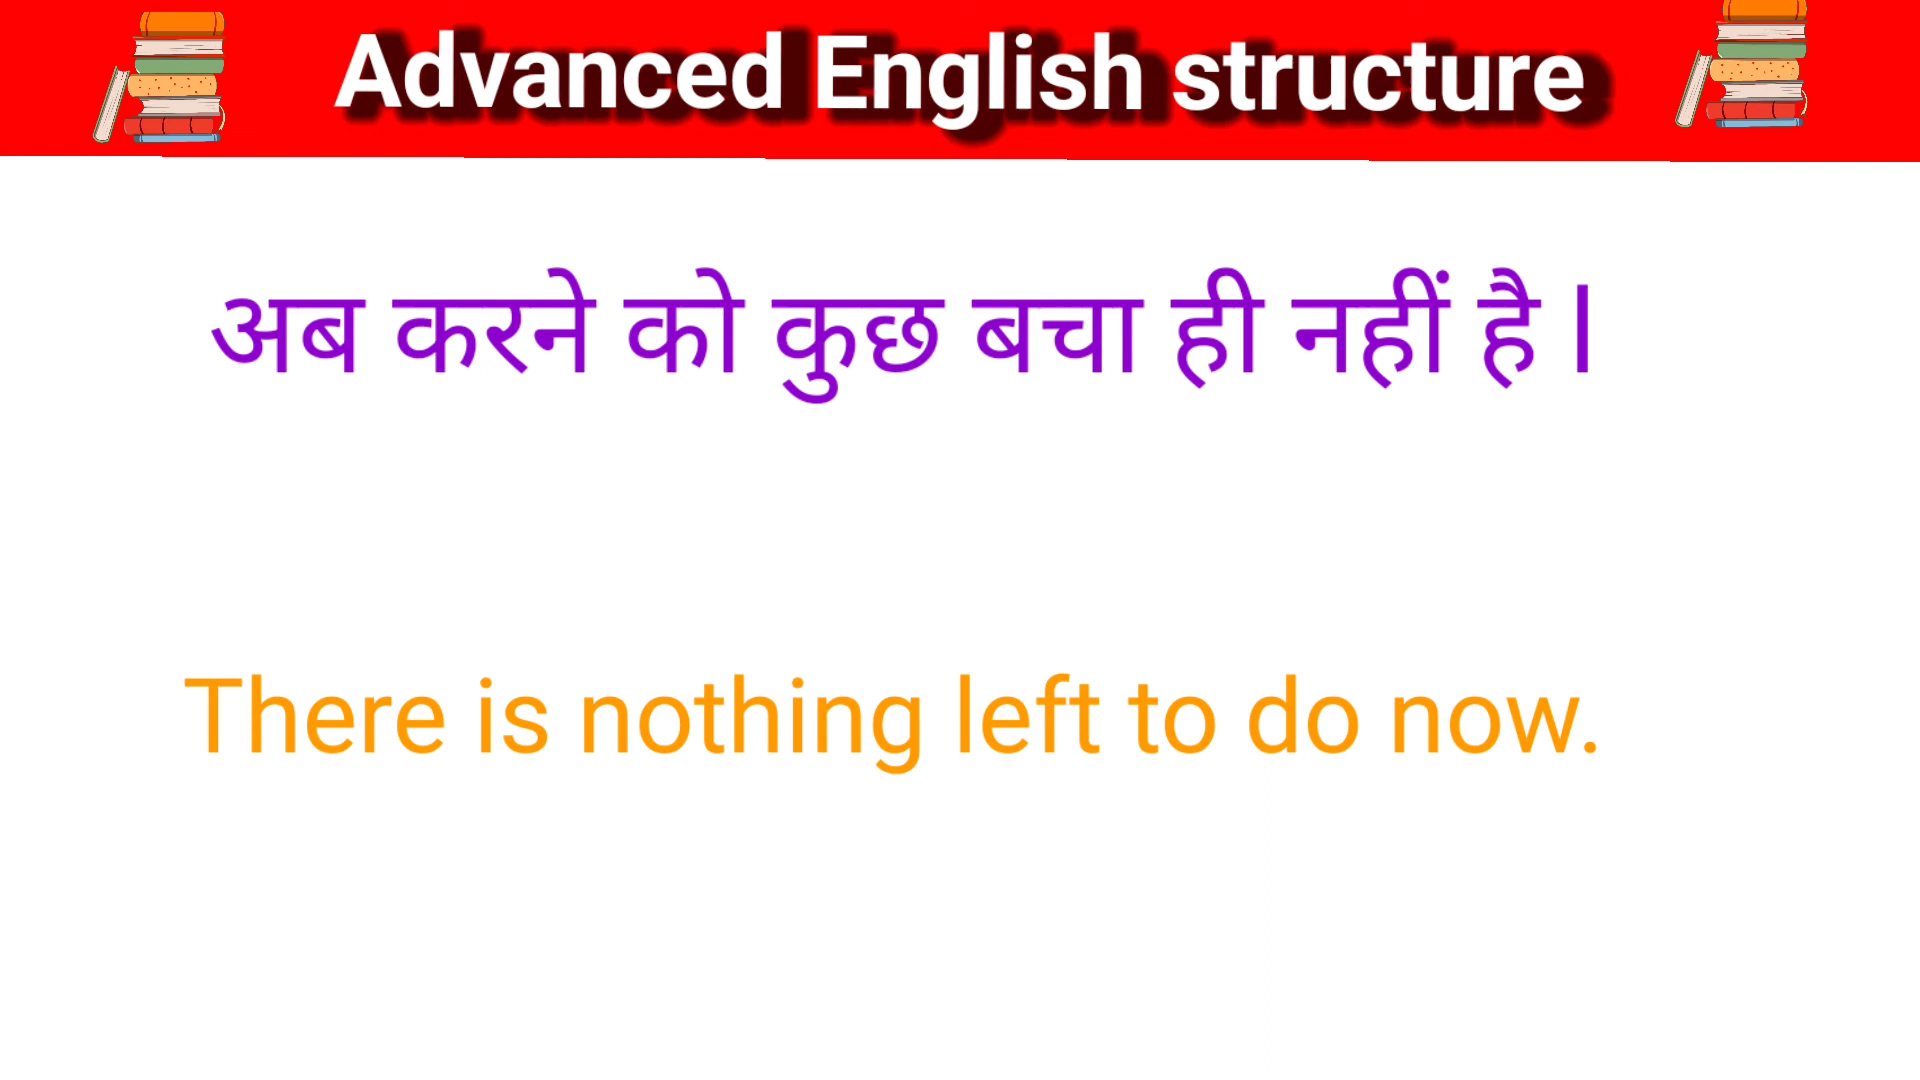 Advanced English structure
अब करने को कुछ बचा ही नहीं है l
There is nothing left to do now.